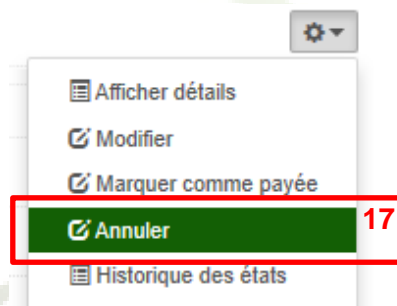 Afficher détails
Modifier
Marquer comme payée
Annuler 17
Historique des états